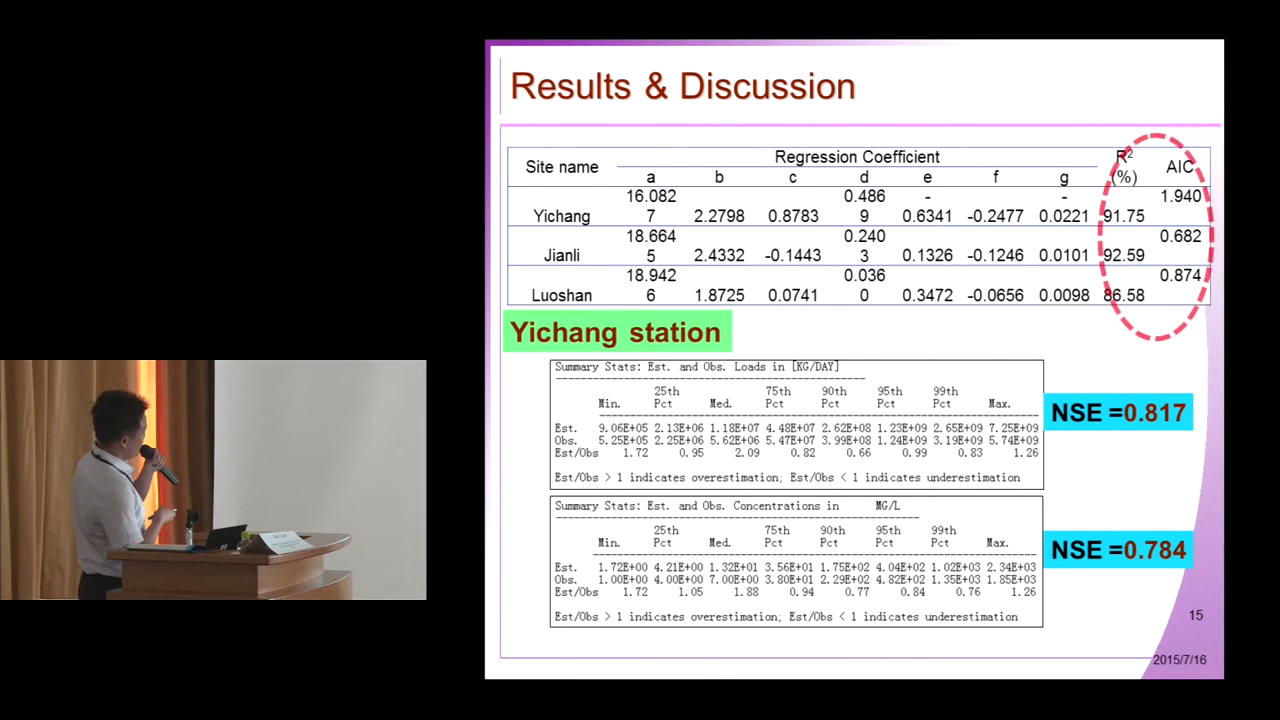 Results & Discussion
Site name Regression Coefficient R² (%) AIC
a b c d e f g
Yichang 16.0827 2.2798 0.8783 0.4869 -0.6341 -0.2477 -0.0221 91.75 1.940
Jianli 18.6645 2.4332 -0.1443 0.2403 0.1326 -0.1246 0.0101 92.59 0.682
Luoshan 18.9426 1.8725 0.0741 0.0360 0.3472 -0.0656 0.0098 86.58 0.874
Yichang station
Summary Stats: Est. and Obs. Loads in [KG/DAY]
25th 75th 90th 95th 99th
Min. Pct Med. Pct Pct Pct Pct Max.
Est. 9.06E+05 2.13E+06 1.18E+07 4.48E+07 2.62E+08 1.23E+09 2.65E+09 7.25E+09
Obs. 5.25E+05 2.25E+06 5.62E+06 5.47E+07 3.99E+08 1.24E+09 3.19E+09 5.74E+09
Est/Obs 1.72 0.95 2.09 0.82 0.66 0.99 0.83 1.26
Est/Obs > 1 indicates overestimation; Est/Obs < 1 indicates underestimation
NSE =0.817
Summary Stats: Est. and Obs. Concentrations in MG/L
25th 75th 90th 95th 99th
Min. Pct Med. Pct Pct Pct Pct Max.
Est. 1.72E+00 4.21E+00 1.32E+01 3.56E+01 1.75E+02 4.04E+02 1.02E+03 2.34E+03
Obs. 1.00E+00 4.00E+00 7.00E+00 3.80E+01 2.29E+02 4.82E+02 1.35E+03 1.85E+03
Est/Obs 1.72 1.05 1.88 0.94 0.77 0.84 0.76 1.26
Est/Obs > 1 indicates overestimation; Est/Obs < 1 indicates underestimation
NSE =0.784
15
2015/7/16